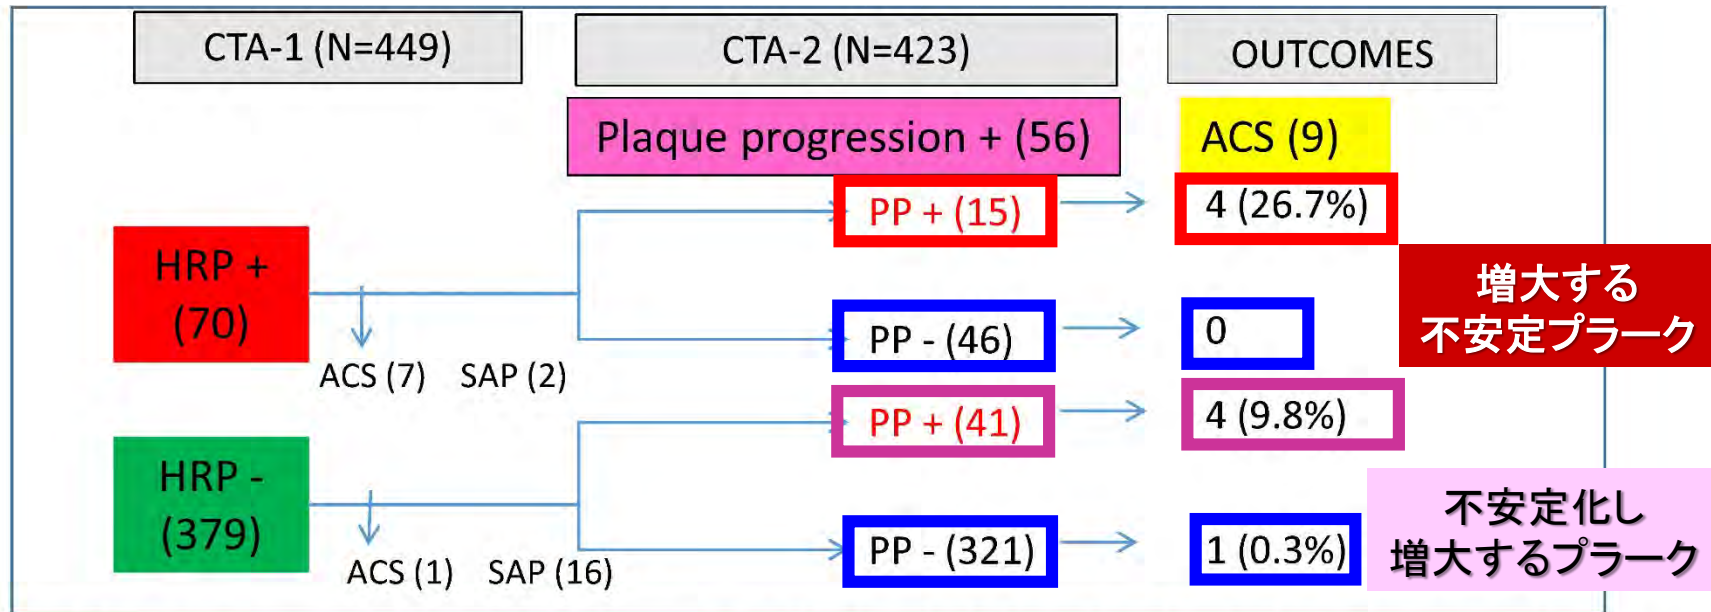 CTA-1 (N=449)
CTA-2 (N=423)
OUTCOMES
Plaque progression + (56)
ACS (9)
HRP +
(70)
ACS (7)
SAP (2)
PP + (15)
4 (26.7%)
PP - (46)
0
増大する
不安定プラーク
HRP -
(379)
ACS (1)
SAP (16)
PP + (41)
4 (9.8%)
PP - (321)
1 (0.3%)
不安定化し
増大するプラーク